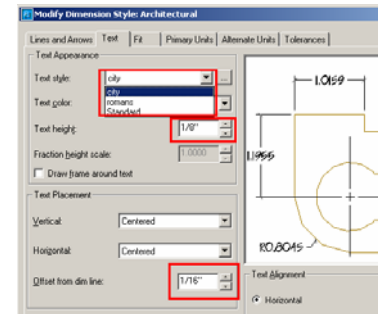 Modify Dimension Style: Architectural
Lines and Arrows Text Fit Primary Units Alternate Units Tolerances
Text Appearance
Text style: city ...
city
romans
Standard
Text color:
Text height: 1/8"
Fraction height scale: 1.0000
Draw frame around text
Text Placement
Vertical: Centered
Horizontal: Centered
Offset from dim line: 1/16"
1.0159
1.1955
R0.8045
Text Alignment
Horizontal